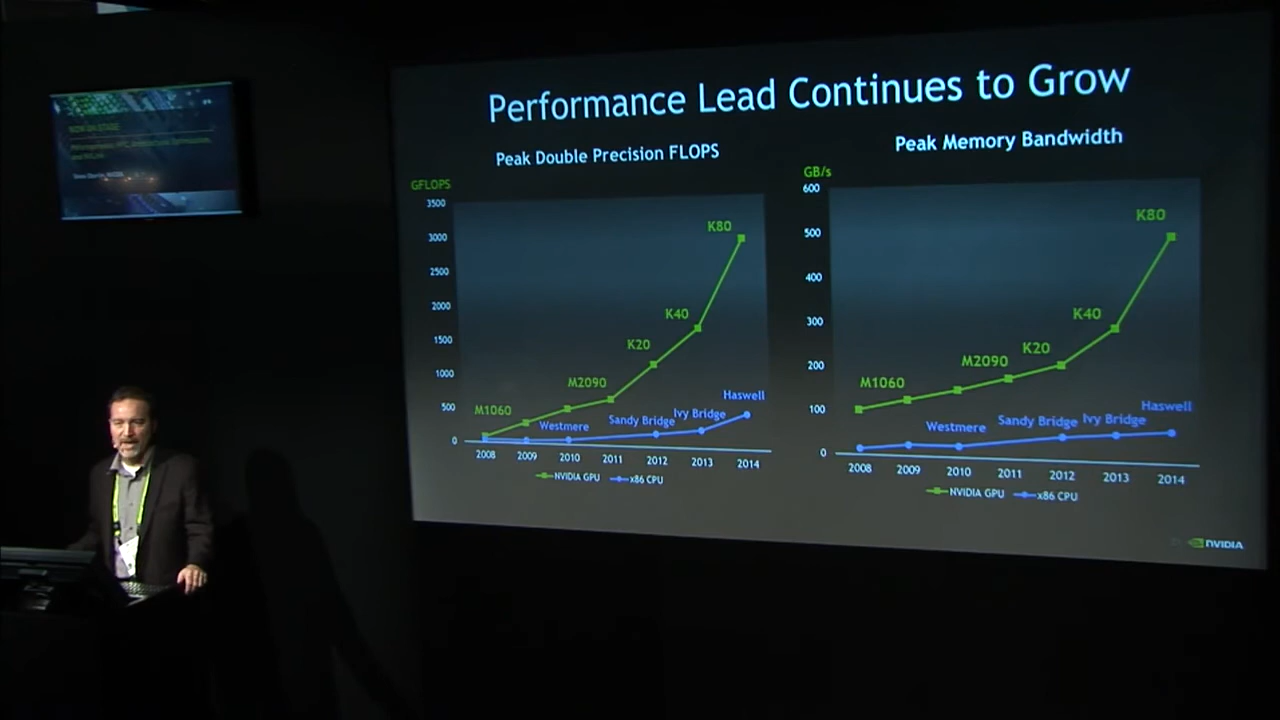 NOW ON STAGE
Performance Lead Continues to Grow
Peak Double Precision FLOPS
GFLOPS
3500
3000
2500
2000
1500
1000
500
0
K80
K40
K20
M2090
M1060
Westmere
Sandy Bridge
Ivy Bridge
Haswell
2008 2009 2010 2011 2012 2013 2014
NVIDIA GPU x86 CPU
Peak Memory Bandwidth
GB/s
600
500
400
300
200
100
0
K80
K40
K20
M2090
M1060
Westmere
Sandy Bridge
Ivy Bridge
Haswell
2008 2009 2010 2011 2012 2013 2014
NVIDIA GPU x86 CPU
NVIDIA